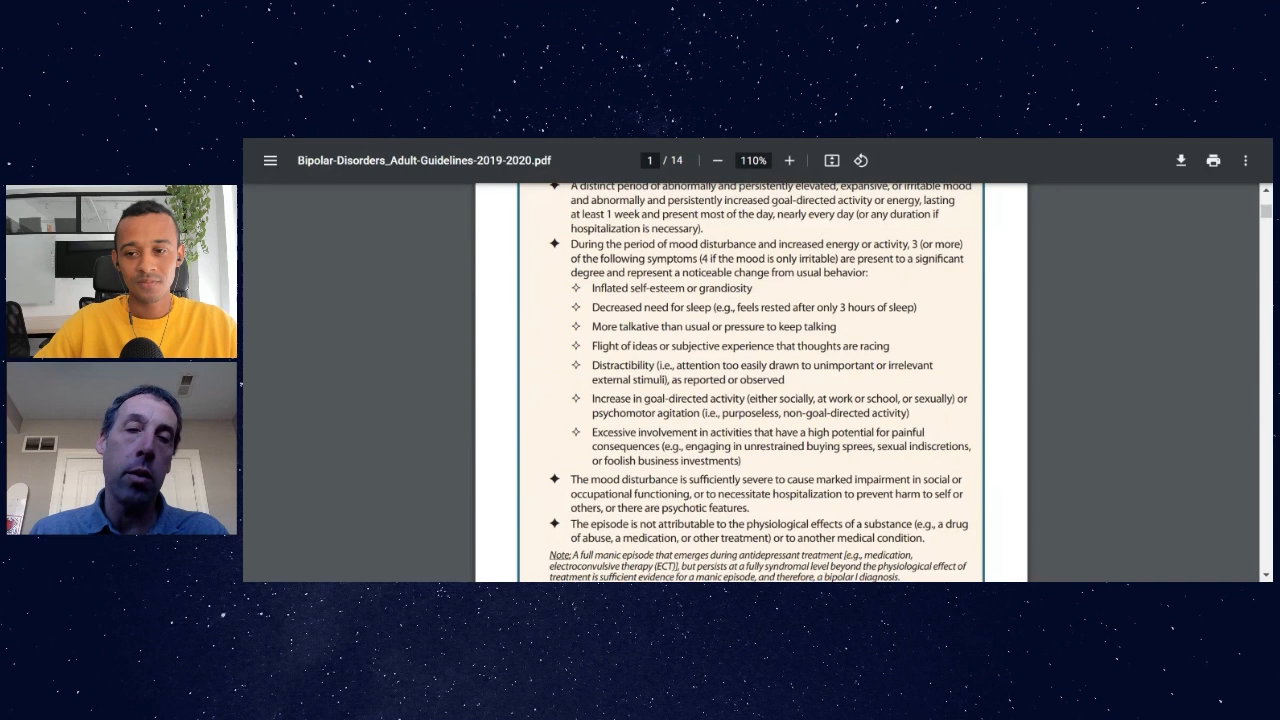 Bipolar-Disorders_Adult-Guidelines-2019-2020.pdf
1 / 14
110%
A distinct period of abnormally and persistently elevated, expansive, or irritable mood
and abnormally and persistently increased goal-directed activity or energy, lasting
at least 1 week and present most of the day, nearly every day (or any duration if
hospitalization is necessary).
During the period of mood disturbance and increased energy or activity, 3 (or more)
of the following symptoms (4 if the mood is only irritable) are present to a significant
degree and represent a noticeable change from usual behavior:
Inflated self-esteem or grandiosity
Decreased need for sleep (e.g., feels rested after only 3 hours of sleep)
More talkative than usual or pressure to keep talking
Flight of ideas or subjective experience that thoughts are racing
Distractibility (i.e., attention too easily drawn to unimportant or irrelevant
external stimuli), as reported or observed
Increase in goal-directed activity (either socially, at work or school, or sexually) or
psychomotor agitation (i.e., purposeless, non-goal-directed activity)
Excessive involvement in activities that have a high potential for painful
consequences (e.g., engaging in unrestrained buying sprees, sexual indiscretions,
or foolish business investments)
The mood disturbance is sufficiently severe to cause marked impairment in social or
occupational functioning, or to necessitate hospitalization to prevent harm to self or
others, or there are psychotic features.
The episode is not attributable to the physiological effects of a substance (e.g., a drug
of abuse, a medication, or other treatment) or to another medical condition.
Note: A full manic episode that emerges during antidepressant treatment [e.g., medication,
electroconvulsive therapy (ECT)], but persists at a fully syndromal level beyond the physiological effect of
treatment is sufficient evidence for a manic episode, and therefore, a bipolar I diagnosis.